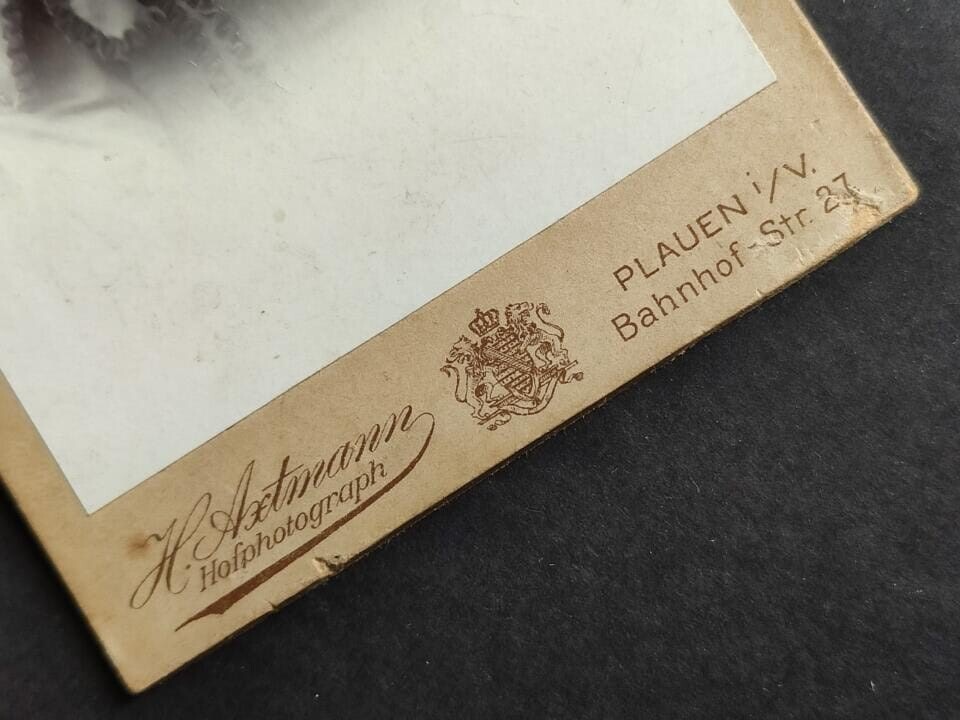 H. Axtmann
Hofphotograph
PLAUEN i/V.
Bahnhof-Str. 27